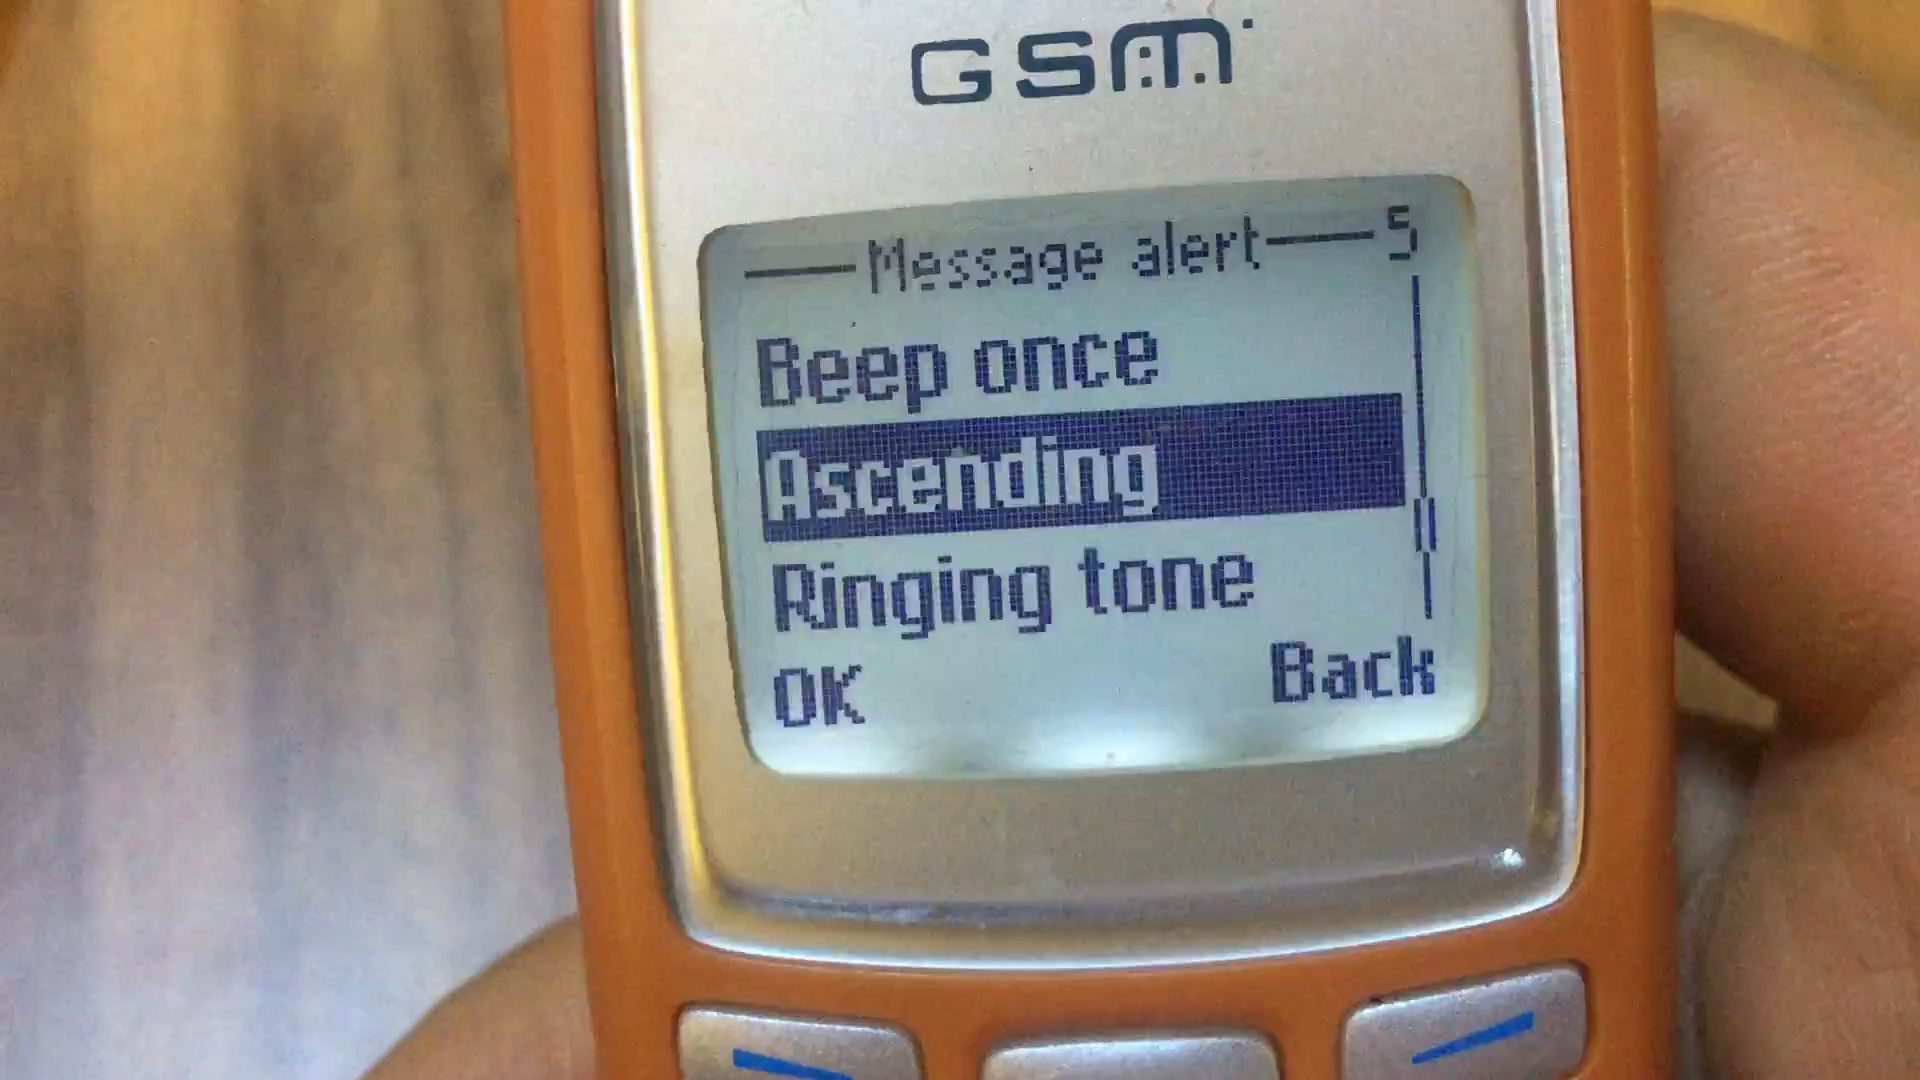 GSM
Message alert 5
Beep once
Ascending
Ringing tone
OK Back